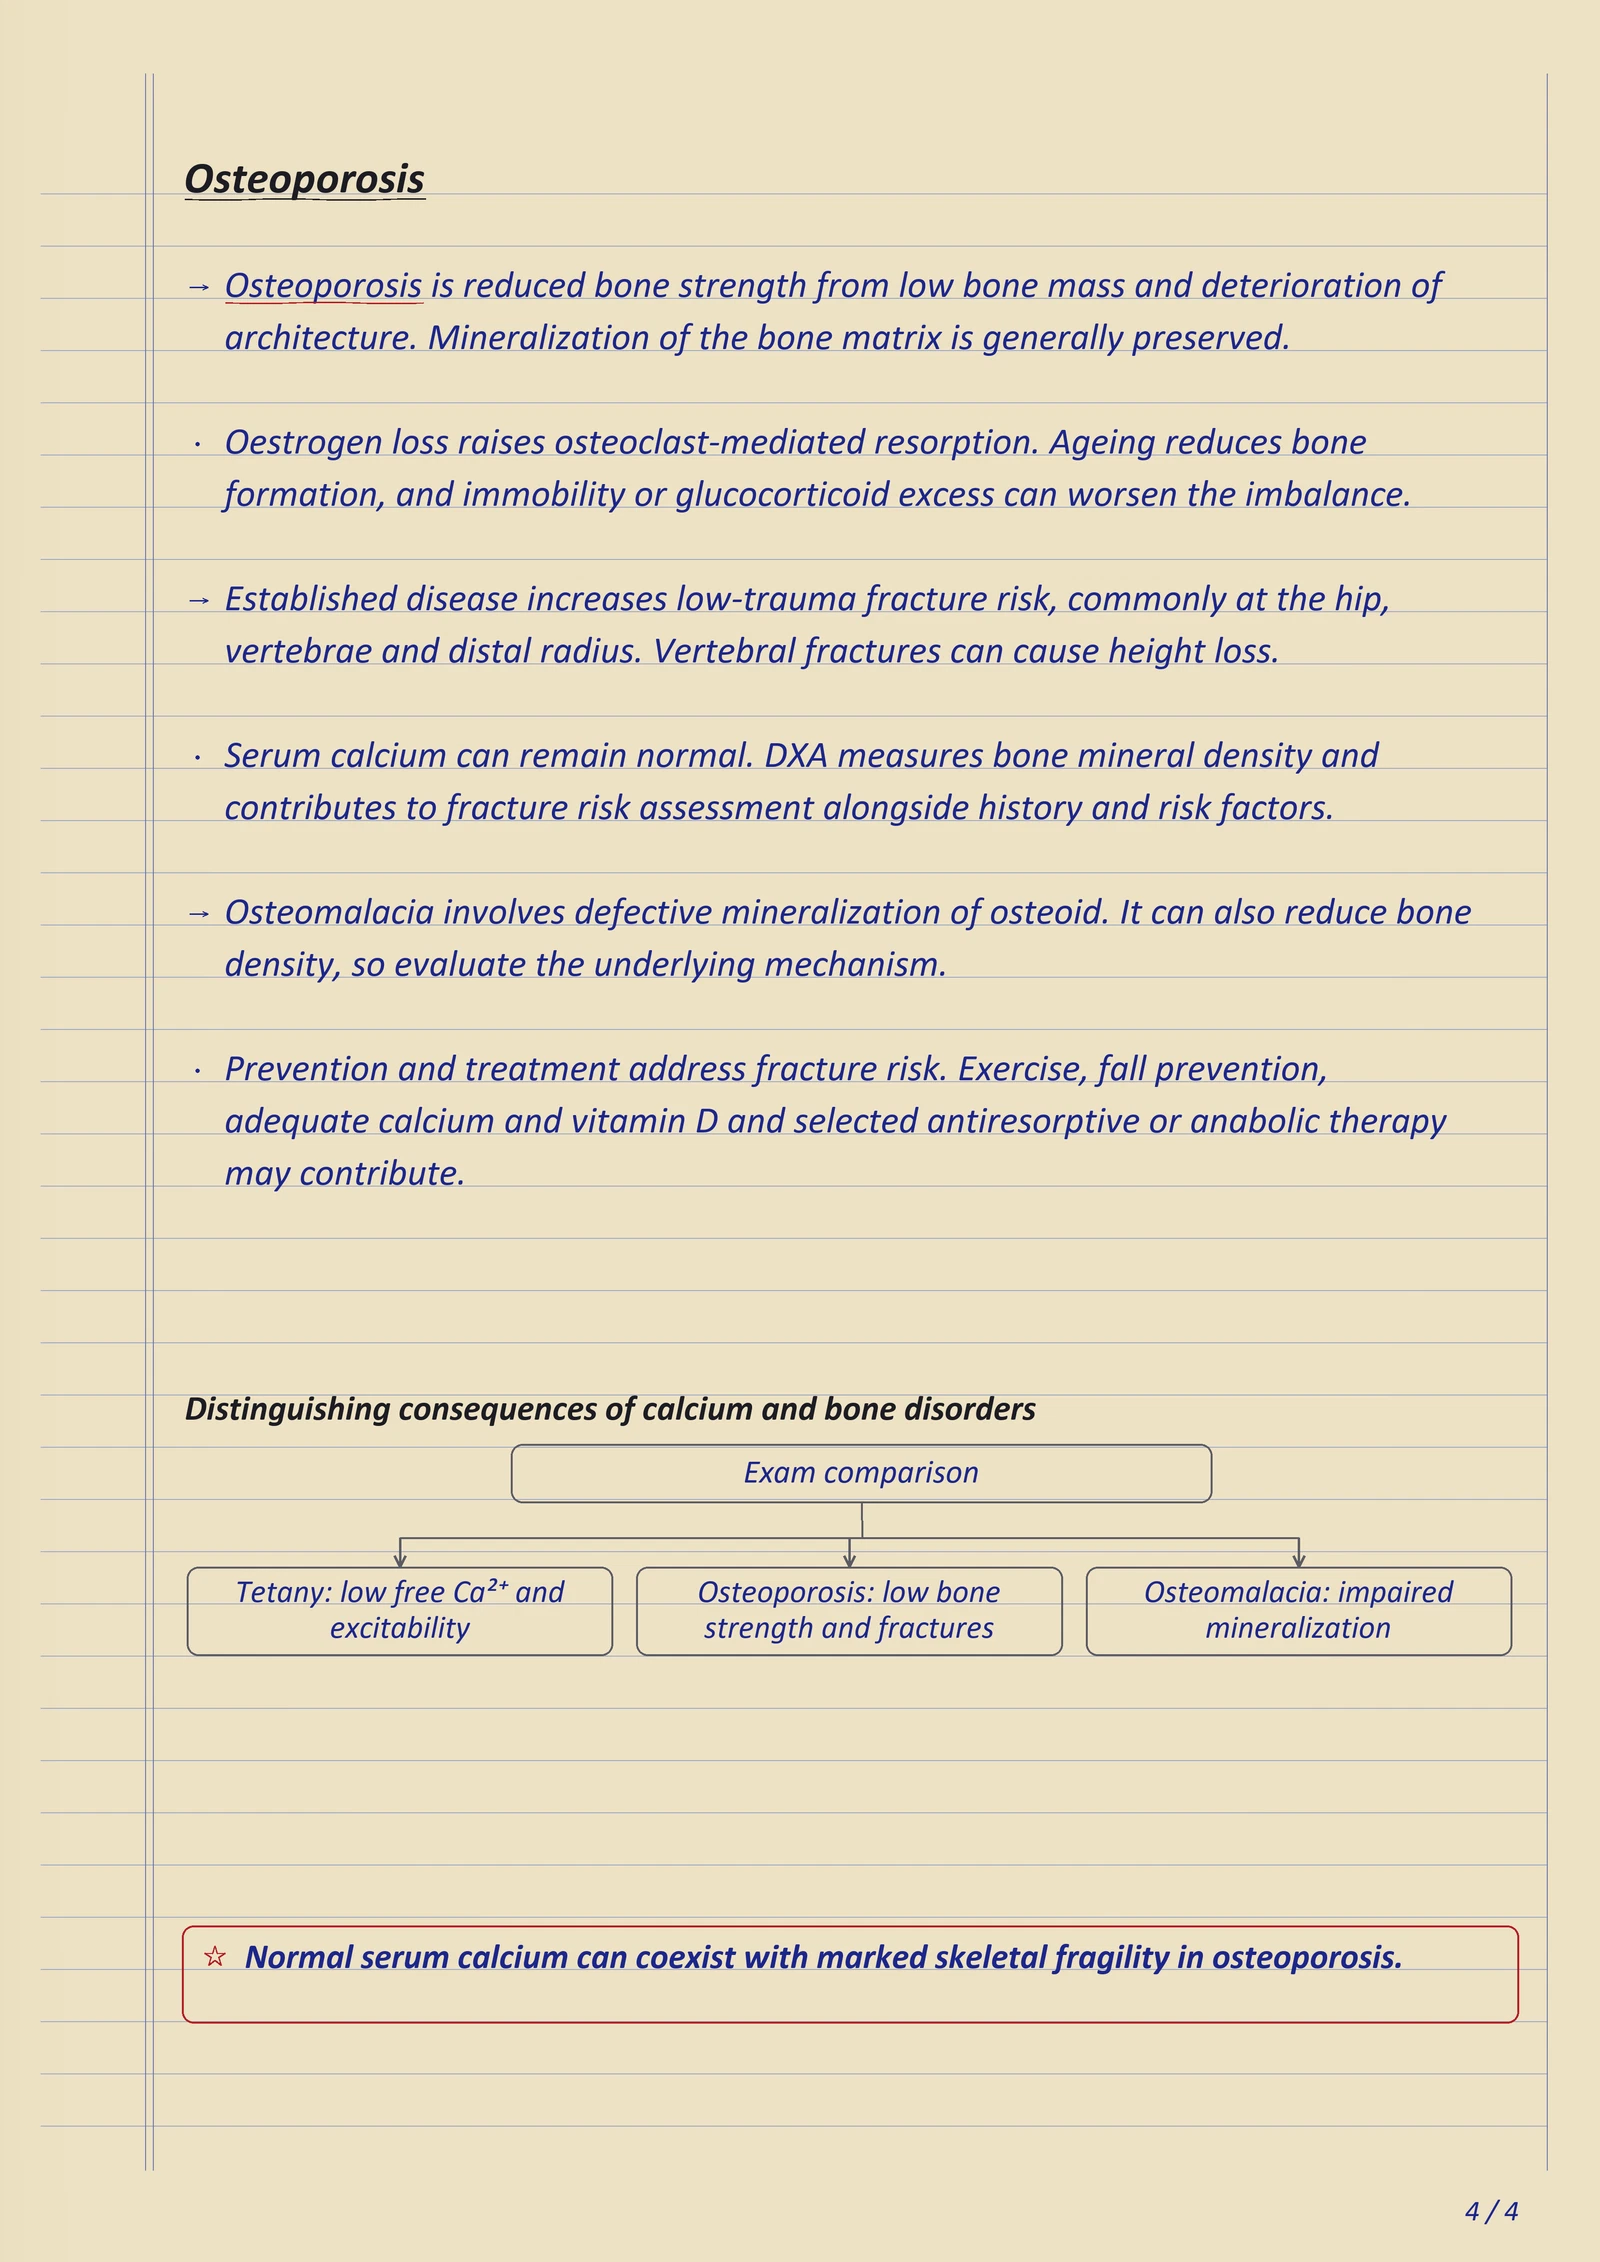 Osteoporosis
→ Osteoporosis is reduced bone strength from low bone mass and deterioration of
architecture. Mineralization of the bone matrix is generally preserved.
· Oestrogen loss raises osteoclast-mediated resorption. Ageing reduces bone
formation, and immobility or glucocorticoid excess can worsen the imbalance.
→ Established disease increases low-trauma fracture risk, commonly at the hip,
vertebrae and distal radius. Vertebral fractures can cause height loss.
· Serum calcium can remain normal. DXA measures bone mineral density and
contributes to fracture risk assessment alongside history and risk factors.
→ Osteomalacia involves defective mineralization of osteoid. It can also reduce bone
density, so evaluate the underlying mechanism.
· Prevention and treatment address fracture risk. Exercise, fall prevention,
adequate calcium and vitamin D and selected antiresorptive or anabolic therapy
may contribute.
Distinguishing consequences of calcium and bone disorders
Exam comparison
Tetany: low free Ca²⁺ and
excitability
Osteoporosis: low bone
strength and fractures
Osteomalacia: impaired
mineralization
☆ Normal serum calcium can coexist with marked skeletal fragility in osteoporosis.
4 / 4